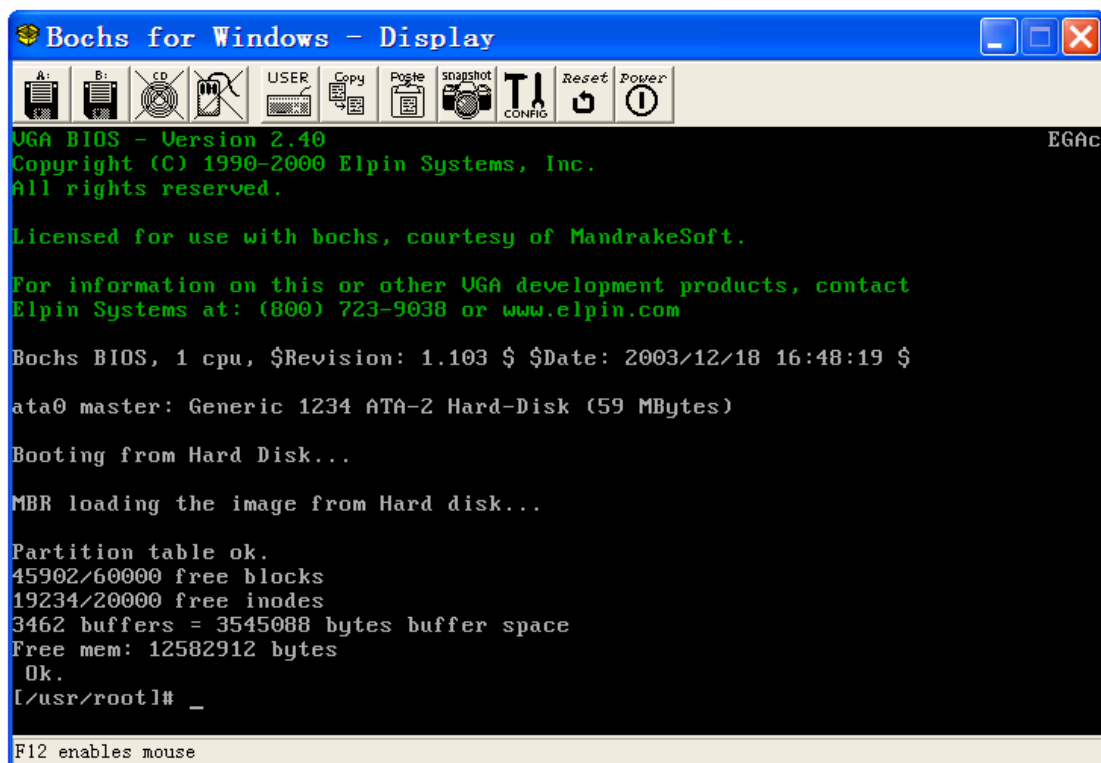 Bochs for Windows - Display
A: B: CD USER Copy Poste snapshot CONFIG Reset Power
VGA BIOS - Version 2.40 EGAc
Copyright (C) 1990-2000 Elpin Systems, Inc.
All rights reserved.
Licensed for use with bochs, courtesy of MandrakeSoft.
For information on this or other VGA development products, contact
Elpin Systems at: (800) 723-9038 or www.elpin.com
Bochs BIOS, 1 cpu, $Revision: 1.103 $ $Date: 2003/12/18 16:48:19 $
ata0 master: Generic 1234 ATA-2 Hard-Disk (59 MBytes)
Booting from Hard Disk...
MBR loading the image from Hard disk...
Partition table ok.
45902/60000 free blocks
19234/20000 free inodes
3462 buffers = 3545088 bytes buffer space
Free mem: 12582912 bytes
Ok.
[/usr/root]# _
F12 enables mouse